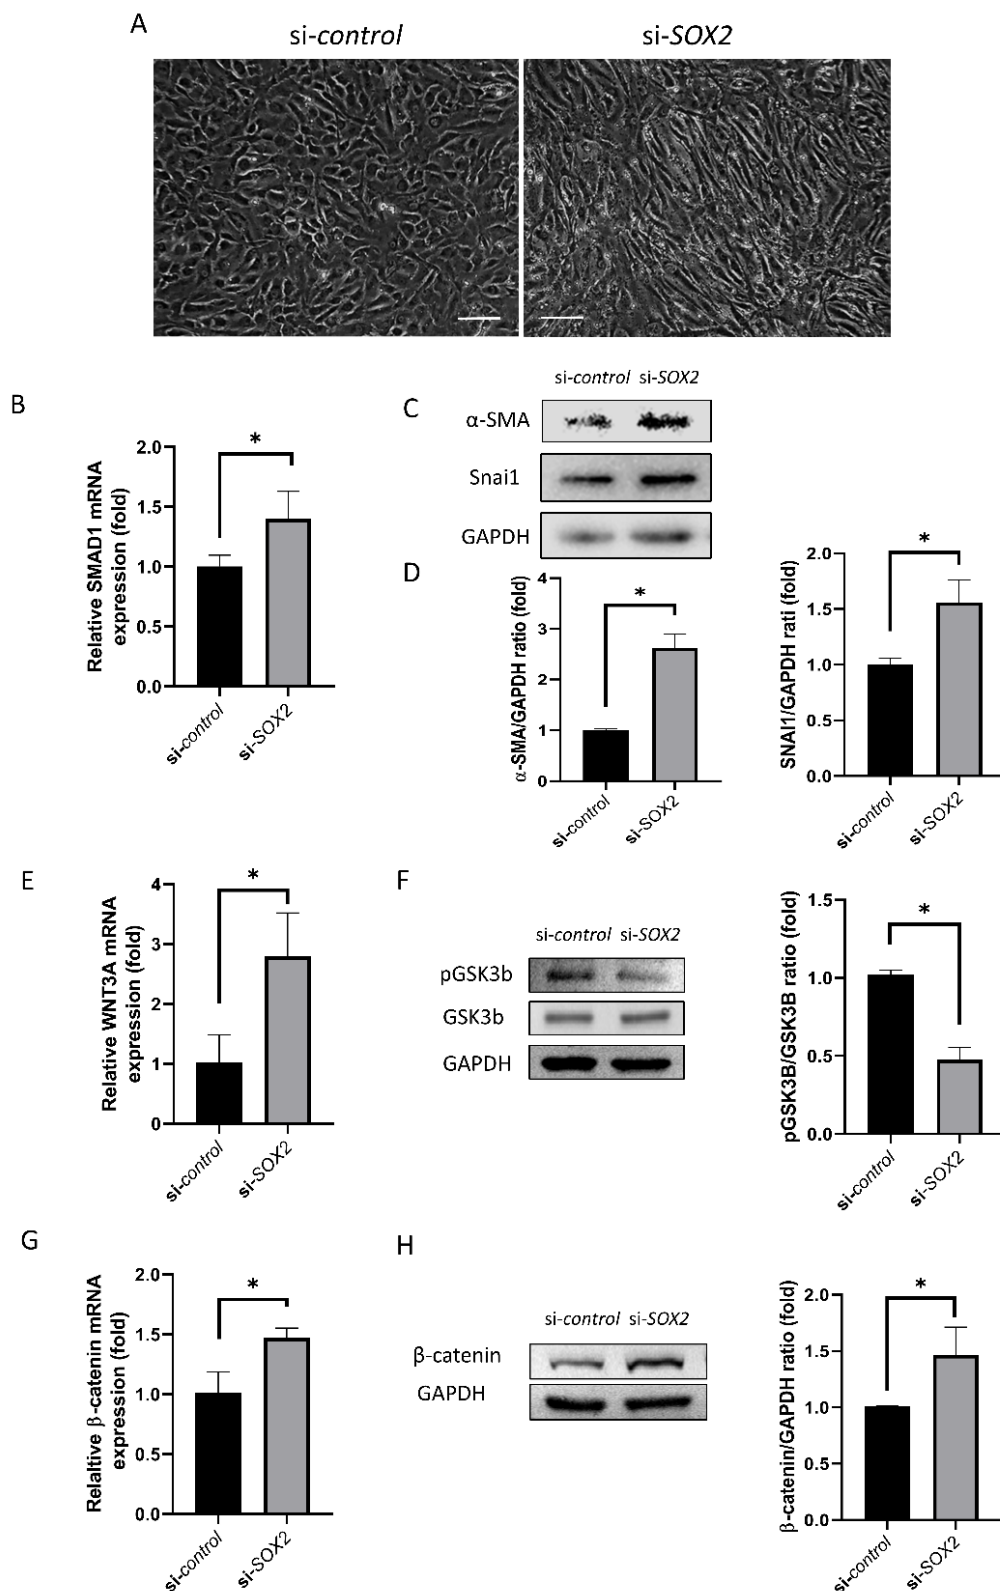 A
si-control
si-SOX2
B
Relative SMAD1 mRNA
expression (fold)
2.0
1.5
1.0
0.5
0.0
*
si-control
si-SOX2
C
si-control si-SOX2
α-SMA
Snai1
GAPDH
D
α-SMA/GAPDH ratio (fold)
4
3
2
1
0
*
si-control
si-SOX2
SNAI1/GAPDH rati (fold)
2.0
1.5
1.0
0.5
0.0
*
si-control
si-SOX2
E
Relative WNT3A mRNA
expression (fold)
4
3
2
1
0
*
si-control
si-SOX2
F
si-control si-SOX2
pGSK3b
GSK3b
GAPDH
pGSK3B/GSK3B ratio (fold)
1.5
1.0
0.5
0.0
*
si-control
si-SOX2
G
Relaltive β-catenin mRNA
expression (fold)
2.0
1.5
1.0
0.5
0.0
*
si-control
si-SOX2
H
si-control si-SOX2
β-catenin
GAPDH
β-catenin/GAPDH ratio (fold)
2.0
1.5
1.0
0.5
0.0
*
si-control
si-SOX2